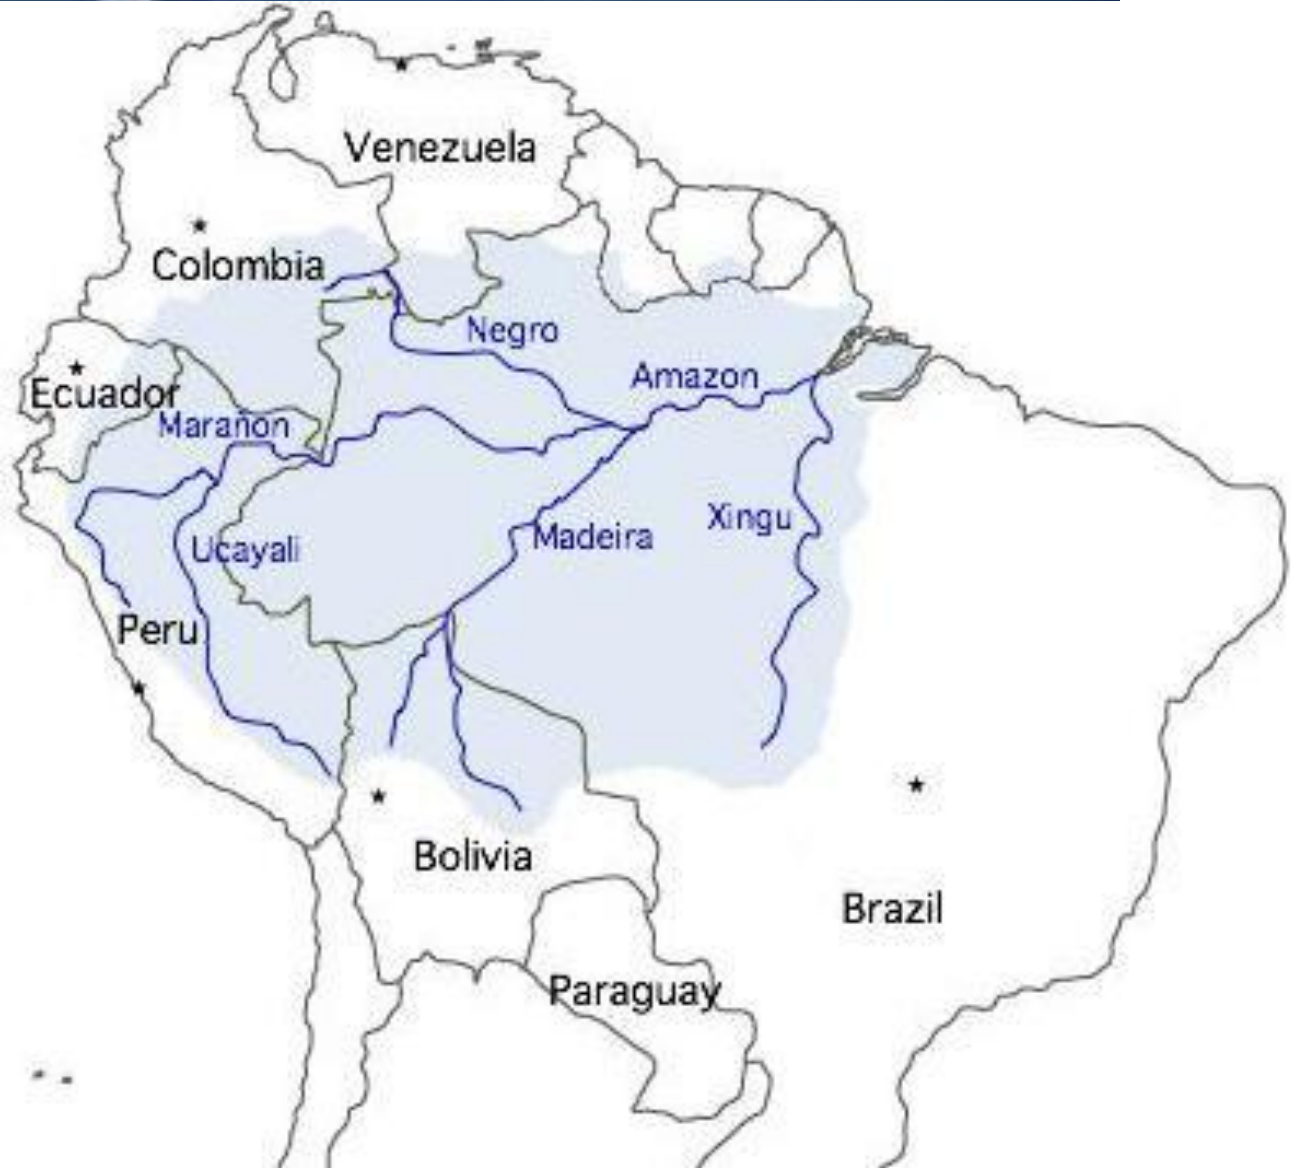 Venezuela
Colombia
Negro
Amazon
Ecuador
Marañon
Xingu
Madeira
Ucayali
Peru
Bolivia
Brazil
Paraguay